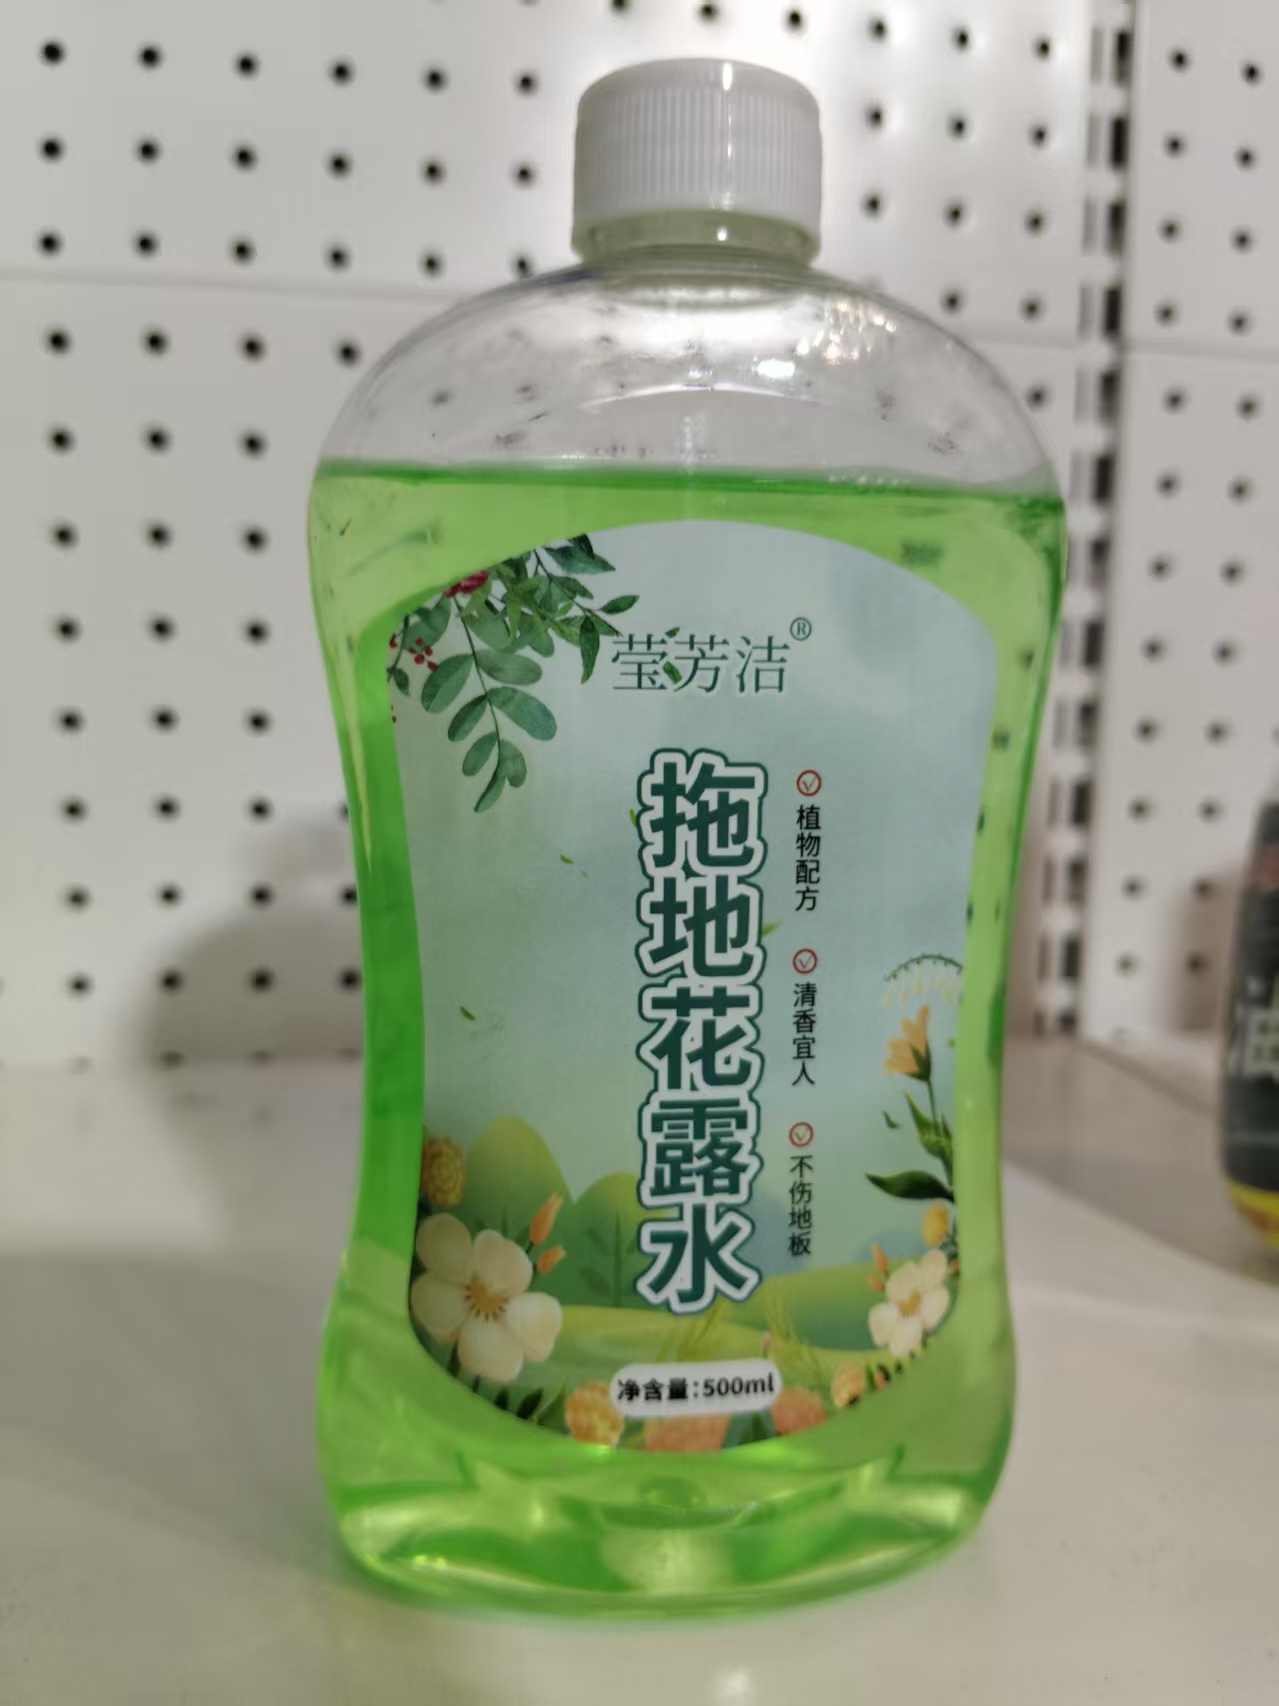 莹芳洁®
拖地花露水
植物配方
清香宜人
不伤地板
净含量:500ml